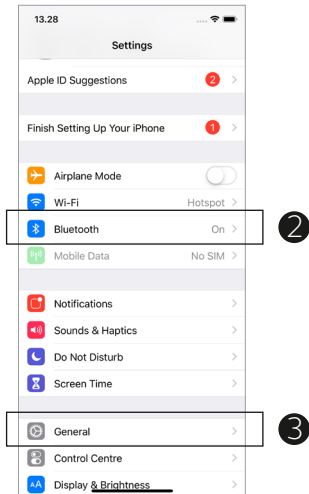 13.28
Settings
Apple ID Suggestions 2
Finish Setting Up Your iPhone 1
Airplane Mode
Wi-Fi Hotspot
Bluetooth On
2
Mobile Data No SIM
Notifications
Sounds & Haptics
Do Not Disturb
Screen Time
General
3
Control Centre
AA Display & Brightness